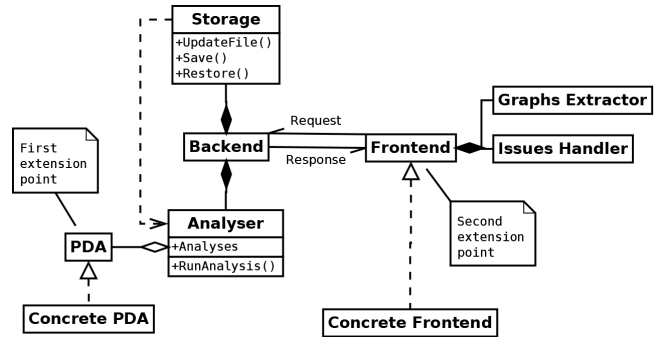 Storage
+UpdateFile()
+Save()
+Restore()
Graphs Extractor
Request
First
extension
point
Backend
Frontend
Issues Handler
Response
Analyser
+Analyses
+RunAnalysis()
Second
extension
point
PDA
Concrete PDA
Concrete Frontend